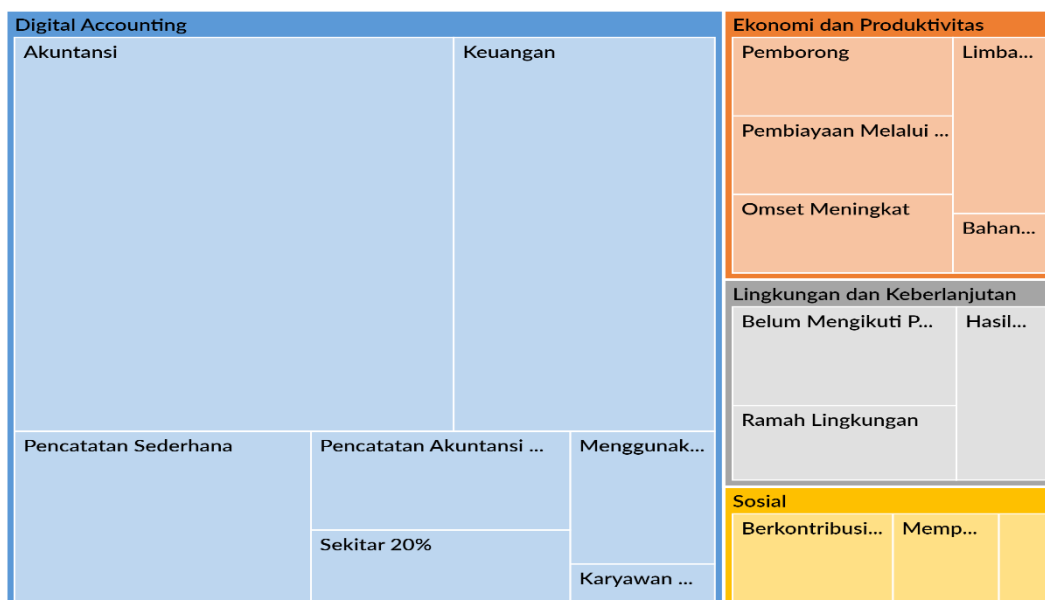 Digital Accounting
Akuntansi
Keuangan
Pencatatan Sederhana
Pencatatan Akuntansi ...
Menggunak...
Sekitar 20%
Karyawan ...
Ekonomi dan Produktivitas
Pemborong
Limba...
Pembiayaan Melalui ...
Omset Meningkat
Bahan...
Lingkungan dan Keberlanjutan
Belum Mengikuti P...
Hasil...
Ramah Lingkungan
Sosial
Berkontribusi...
Memp...